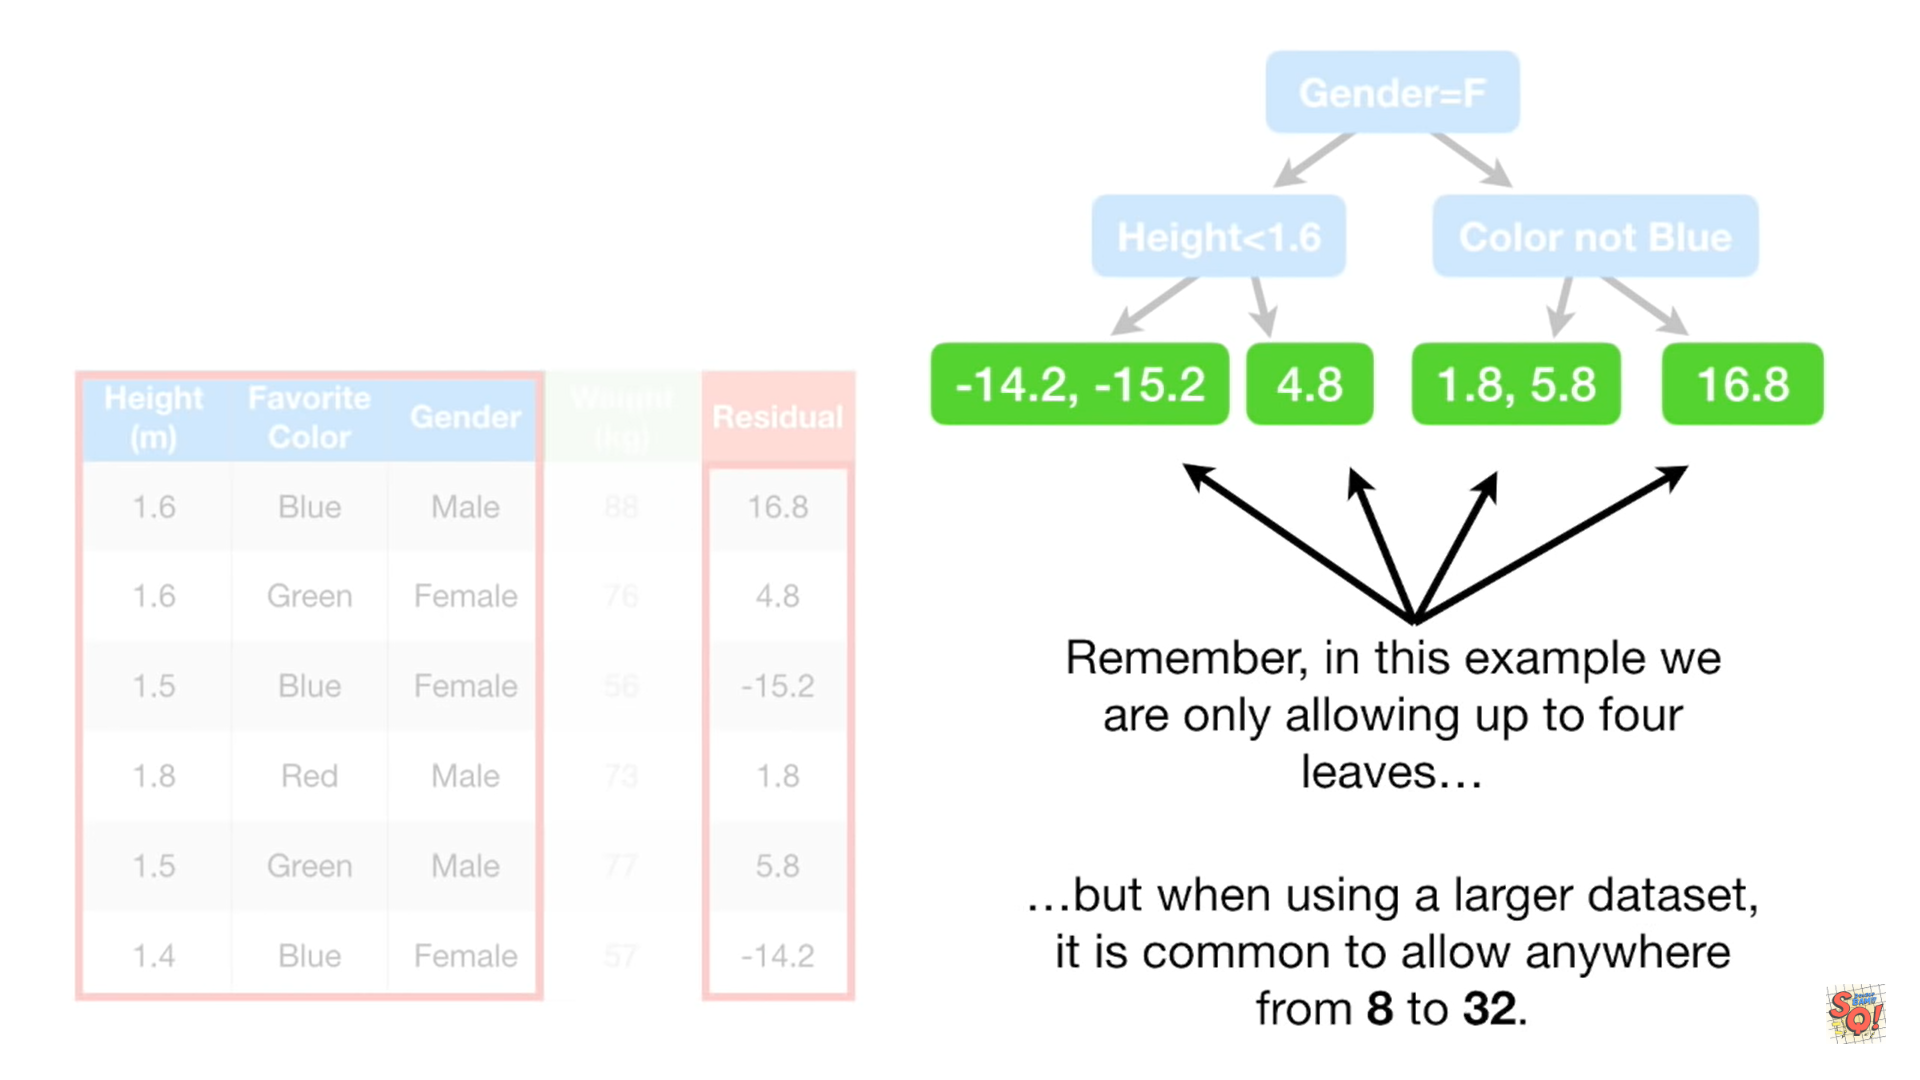 Gender=F
Height<1.6
Color not Blue
-14.2, -15.2
4.8
1.8, 5.8
16.8
Height (m) Favorite Color Gender Weight (kg) Residual
1.6 Blue Male 88 16.8
1.6 Green Female 76 4.8
1.5 Blue Female 56 -15.2
1.8 Red Male 73 1.8
1.5 Green Male 77 5.8
1.4 Blue Female 57 -14.2
Remember, in this example we
are only allowing up to four
leaves…
…but when using a larger dataset,
it is common to allow anywhere
from 8 to 32.
SQ!